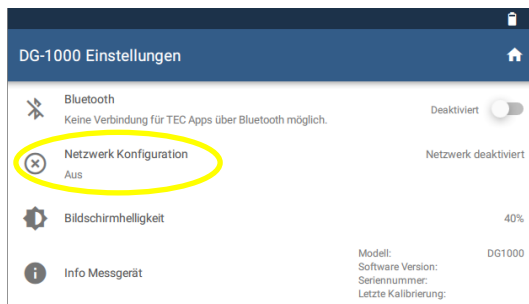 DG-1000 Einstellungen
Bluetooth
Keine Verbindung für TEC Apps über Bluetooth möglich.
Deaktiviert
Netzwerk Konfiguration
Aus
Netzwerk deaktiviert
Bildschirmhelligkeit
40%
Info Messgerät
Modell: DG1000
Software Version:
Seriennummer:
Letzte Kalibrierung: